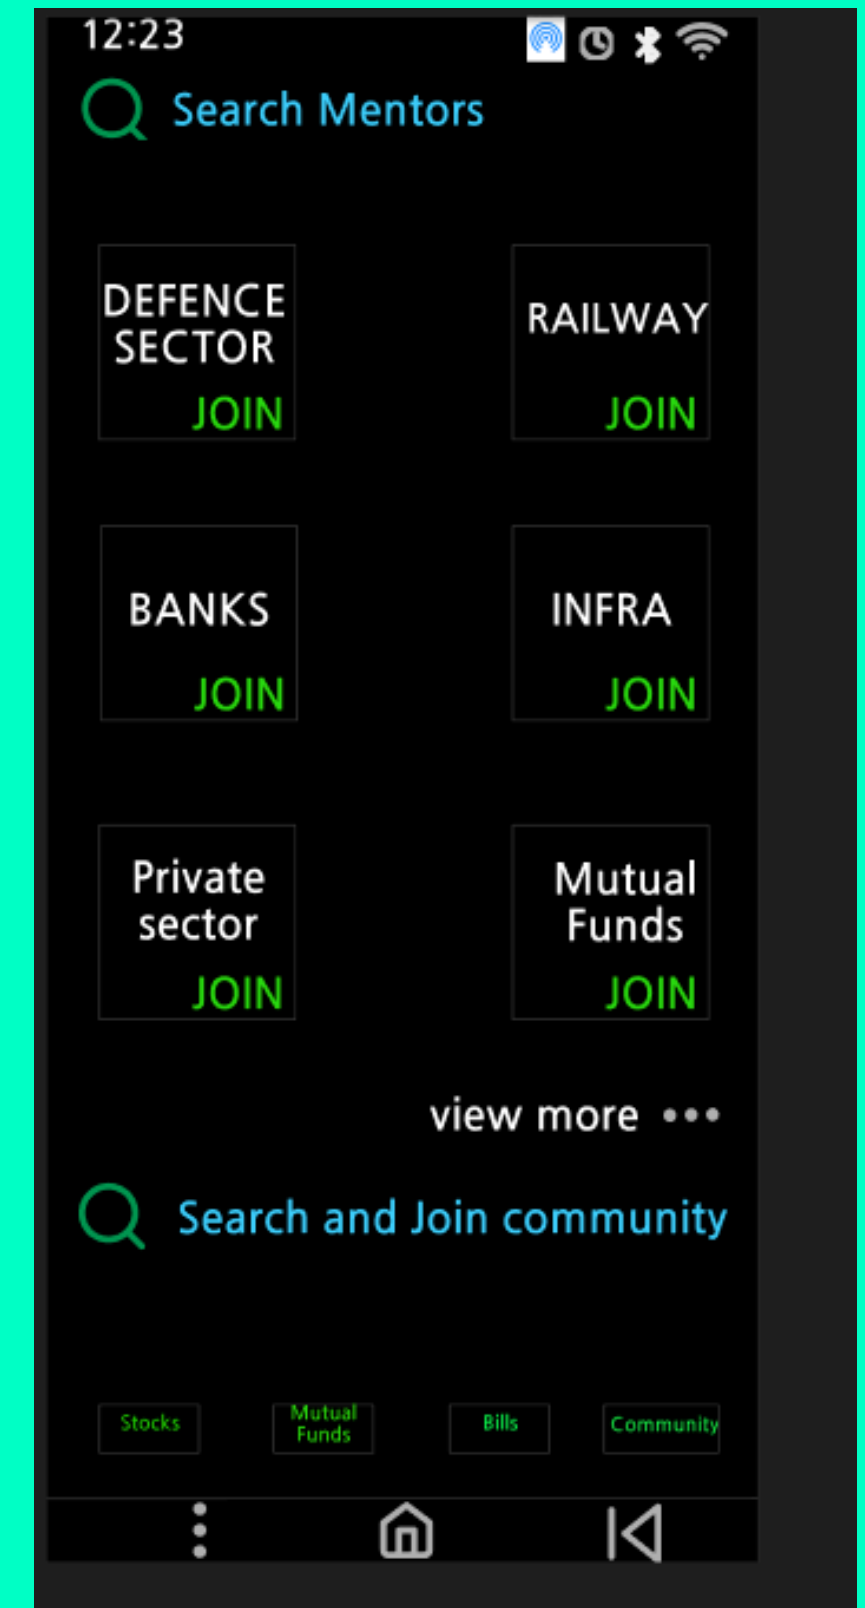 12:23
Search Mentors
DEFENCE
SECTOR
JOIN
RAILWAY
JOIN
BANKS
JOIN
INFRA
JOIN
Private
sector
JOIN
Mutual
Funds
JOIN
view more
Search and Join community
Stocks
Mutual
Funds
Bills
Community